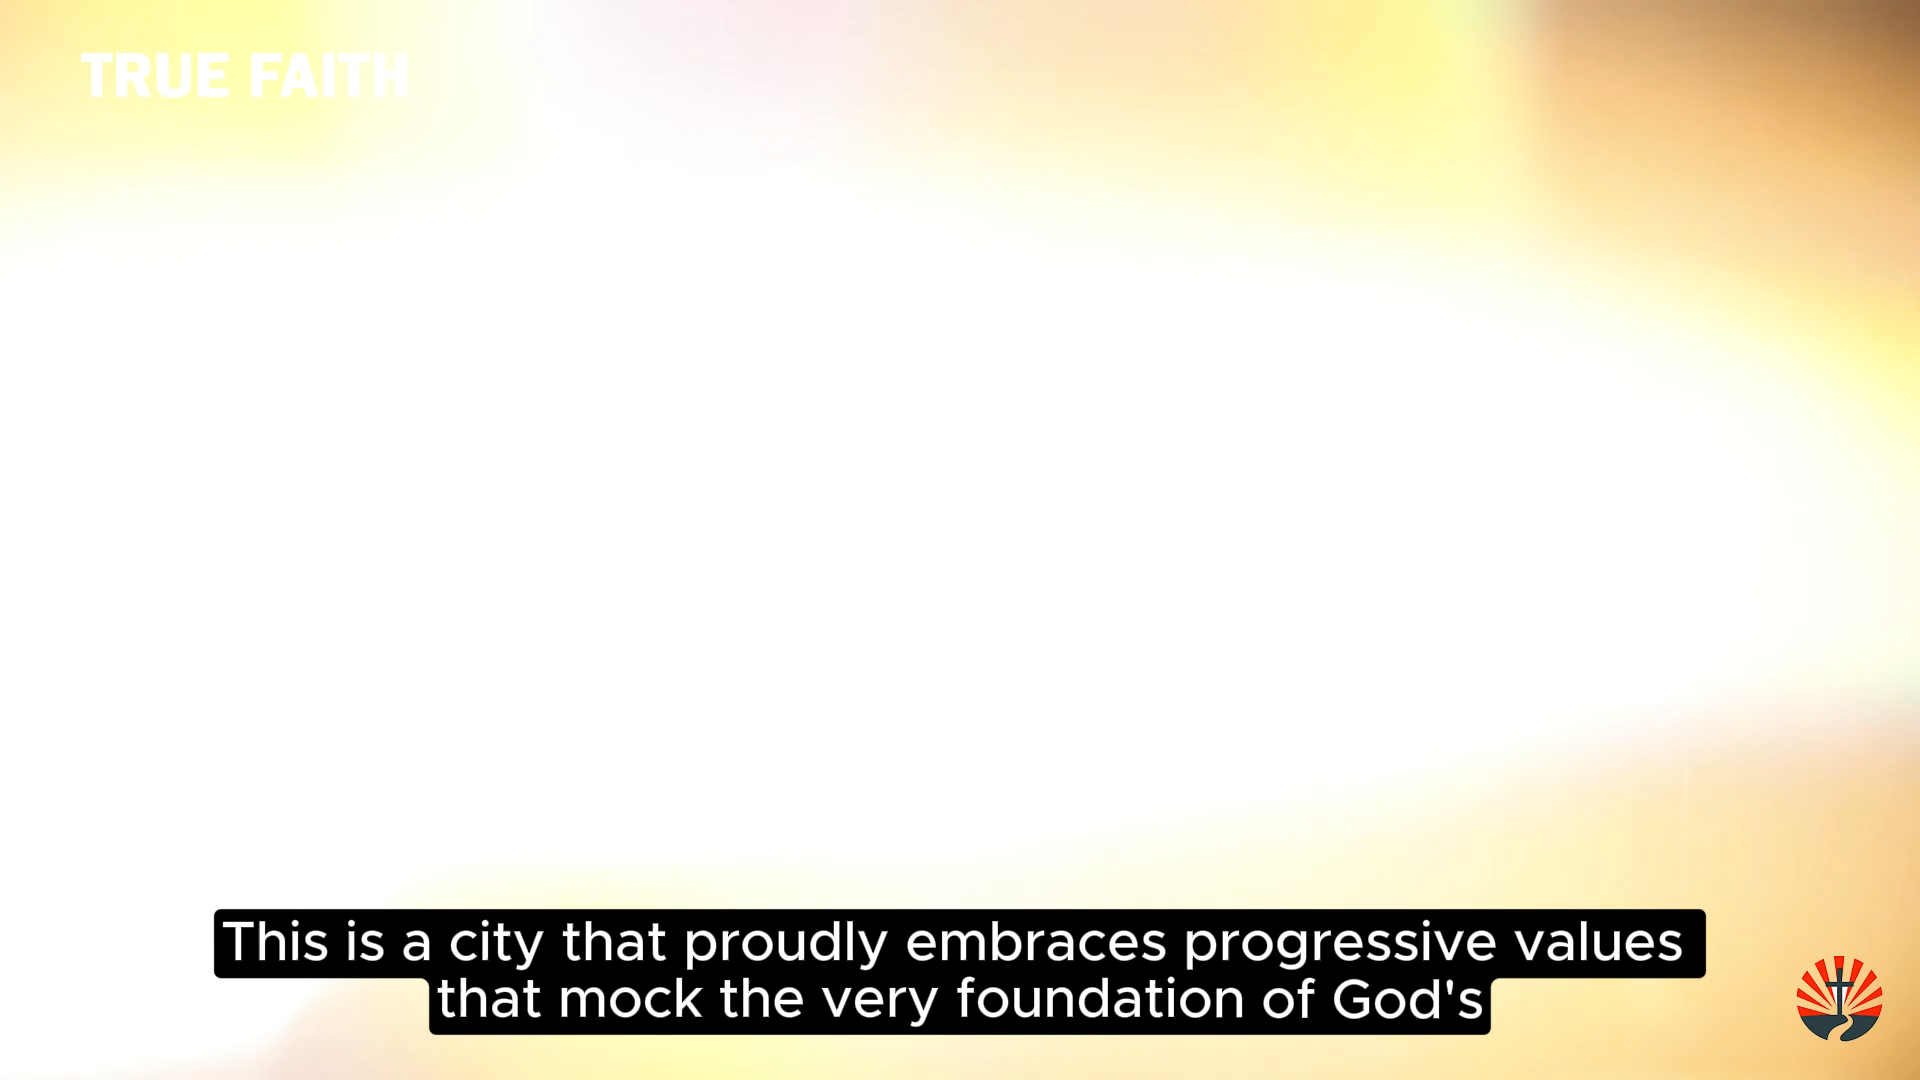 TRUE FAITH
This is a city that proudly embraces progressive values
that mock the very foundation of God's